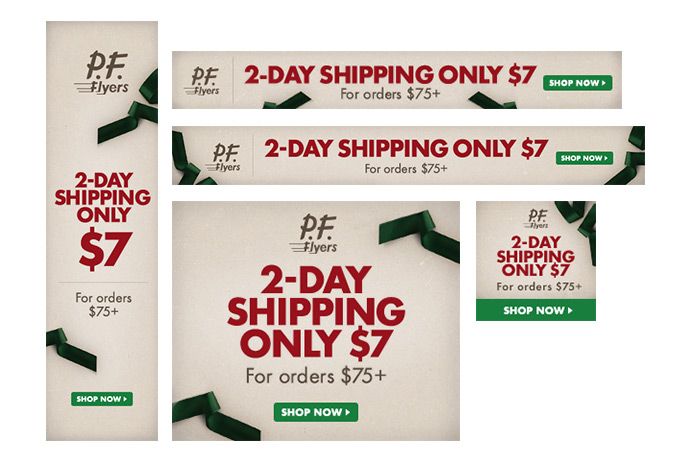 P.F.
Flyers
2-DAY
SHIPPING
ONLY
$7
For orders
$75+
SHOP NOW
P.F.
Flyers
2-DAY SHIPPING ONLY $7
For orders $75+
SHOP NOW
P.F.
Flyers
2-DAY SHIPPING ONLY $7
For orders $75+
SHOP NOW
P.F.
Flyers
2-DAY
SHIPPING
ONLY $7
For orders $75+
SHOP NOW
P.F.
Flyers
2-DAY
SHIPPING
ONLY $7
For orders $75+
SHOP NOW